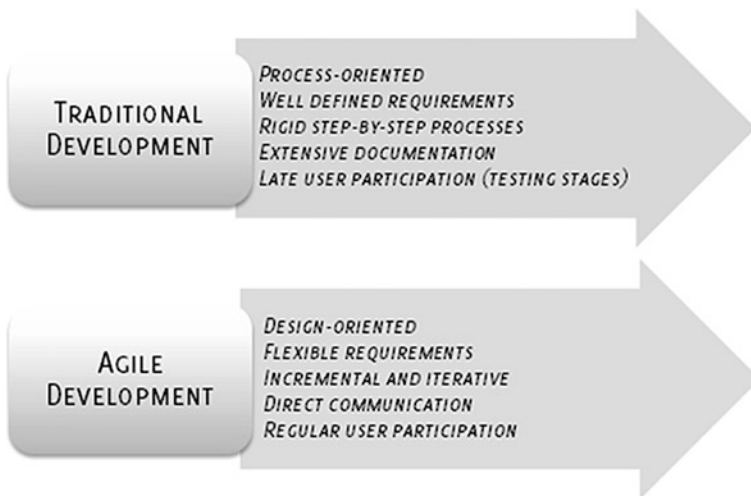 TRADITIONAL
DEVELOPMENT
PROCESS-ORIENTED
WELL DEFINED REQUIREMENTS
RIGID STEP-BY-STEP PROCESSES
EXTENSIVE DOCUMENTATION
LATE USER PARTICIPATION (TESTING STAGES)
AGILE
DEVELOPMENT
DESIGN-ORIENTED
FLEXIBLE REQUIREMENTS
INCREMENTAL AND ITERATIVE
DIRECT COMMUNICATION
REGULAR USER PARTICIPATION